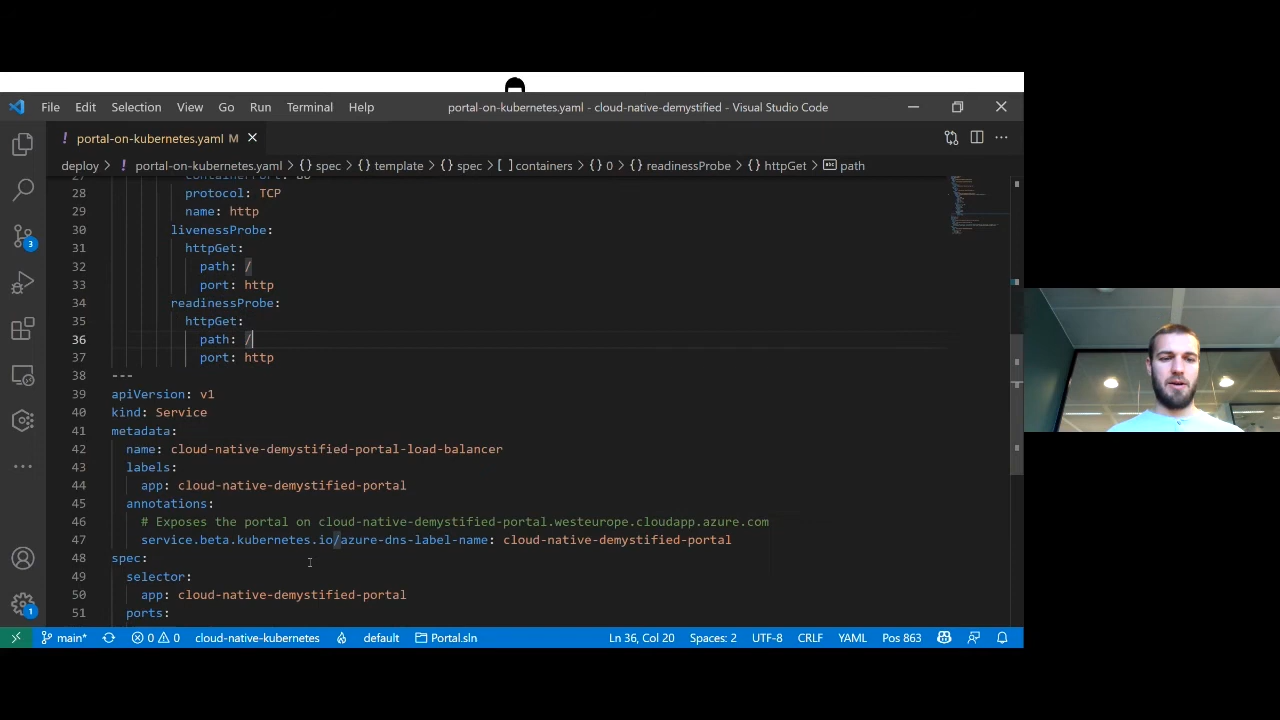 File Edit Selection View Go Run Terminal Help portal-on-kubernetes.yaml - cloud-native-demystified - Visual Studio Code
! portal-on-kubernetes.yaml M
deploy > ! portal-on-kubernetes.yaml > {} spec > {} template > {} spec > [ ] containers > {} 0 > {} readinessProbe > {} httpGet > abc path
28 protocol: TCP
29 name: http
30 livenessProbe:
31 httpGet:
32 path: /
33 port: http
34 readinessProbe:
35 httpGet:
36 path: /
37 port: http
38 ---
39 apiVersion: v1
40 kind: Service
41 metadata:
42 name: cloud-native-demystified-portal-load-balancer
43 labels:
44 app: cloud-native-demystified-portal
45 annotations:
46 # Exposes the portal on cloud-native-demystified-portal.westeurope.cloudapp.azure.com
47 service.beta.kubernetes.io/azure-dns-label-name: cloud-native-demystified-portal
48 spec:
49 selector:
50 app: cloud-native-demystified-portal
51 ports:
3
1
main* 0 0 cloud-native-kubernetes default Portal.sln Ln 36, Col 20 Spaces: 2 UTF-8 CRLF YAML Pos 863